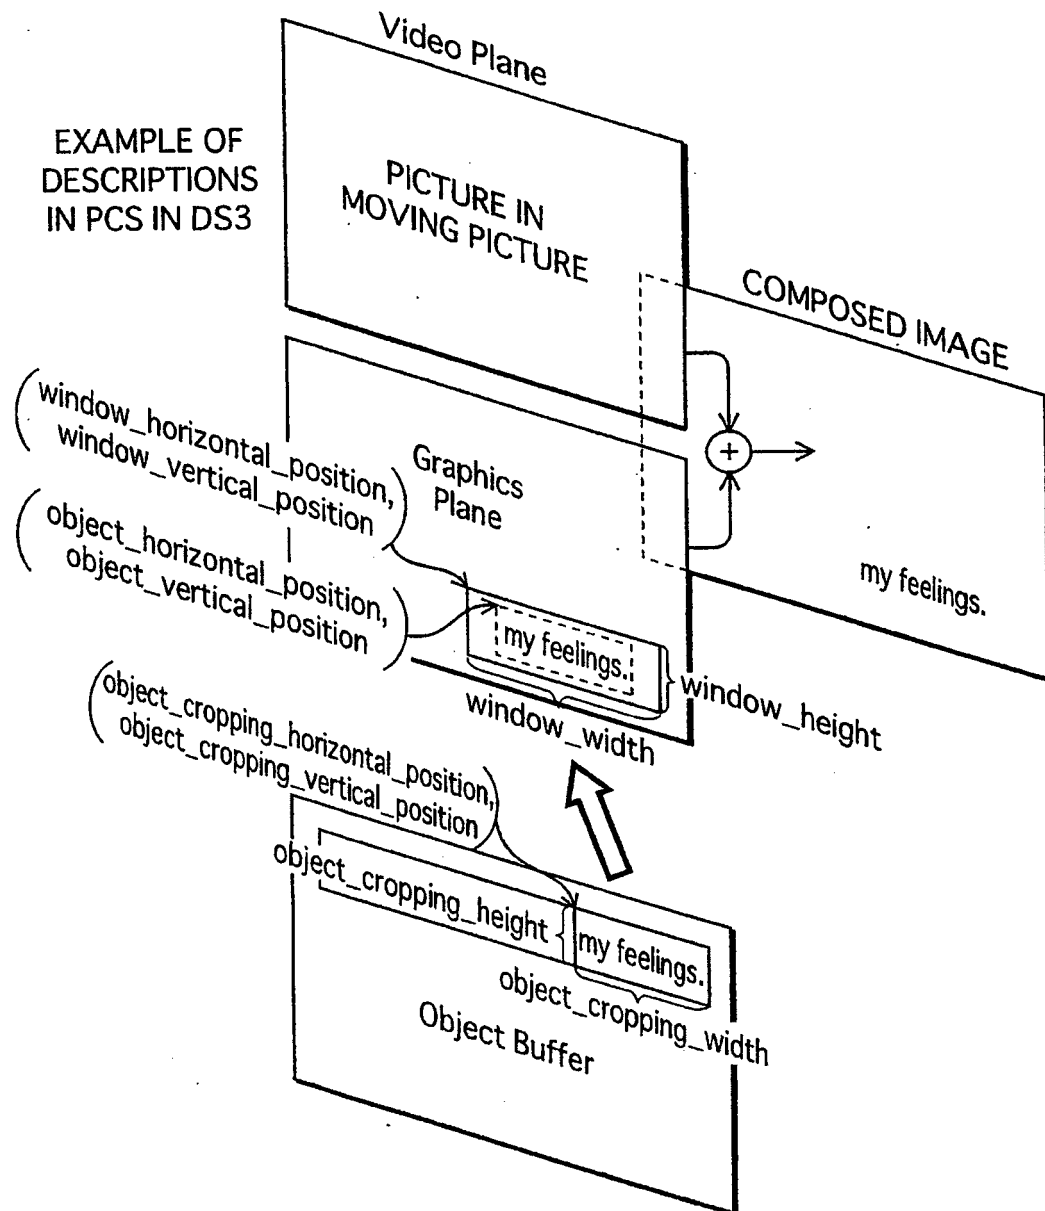 Video Plane
EXAMPLE OF
DESCRIPTIONS
IN PCS IN DS3
PICTURE IN
MOVING PICTURE
COMPOSED IMAGE
(window_horizontal_position,
window_vertical_position)
Graphics
Plane
+
(object_horizontal_position,
object_vertical_position)
my feelings.
my feelings.
window_height
window_width
(object_cropping_horizontal_position,
object_cropping_vertical_position)
object_cropping_height
my feelings.
object_cropping_width
Object Buffer